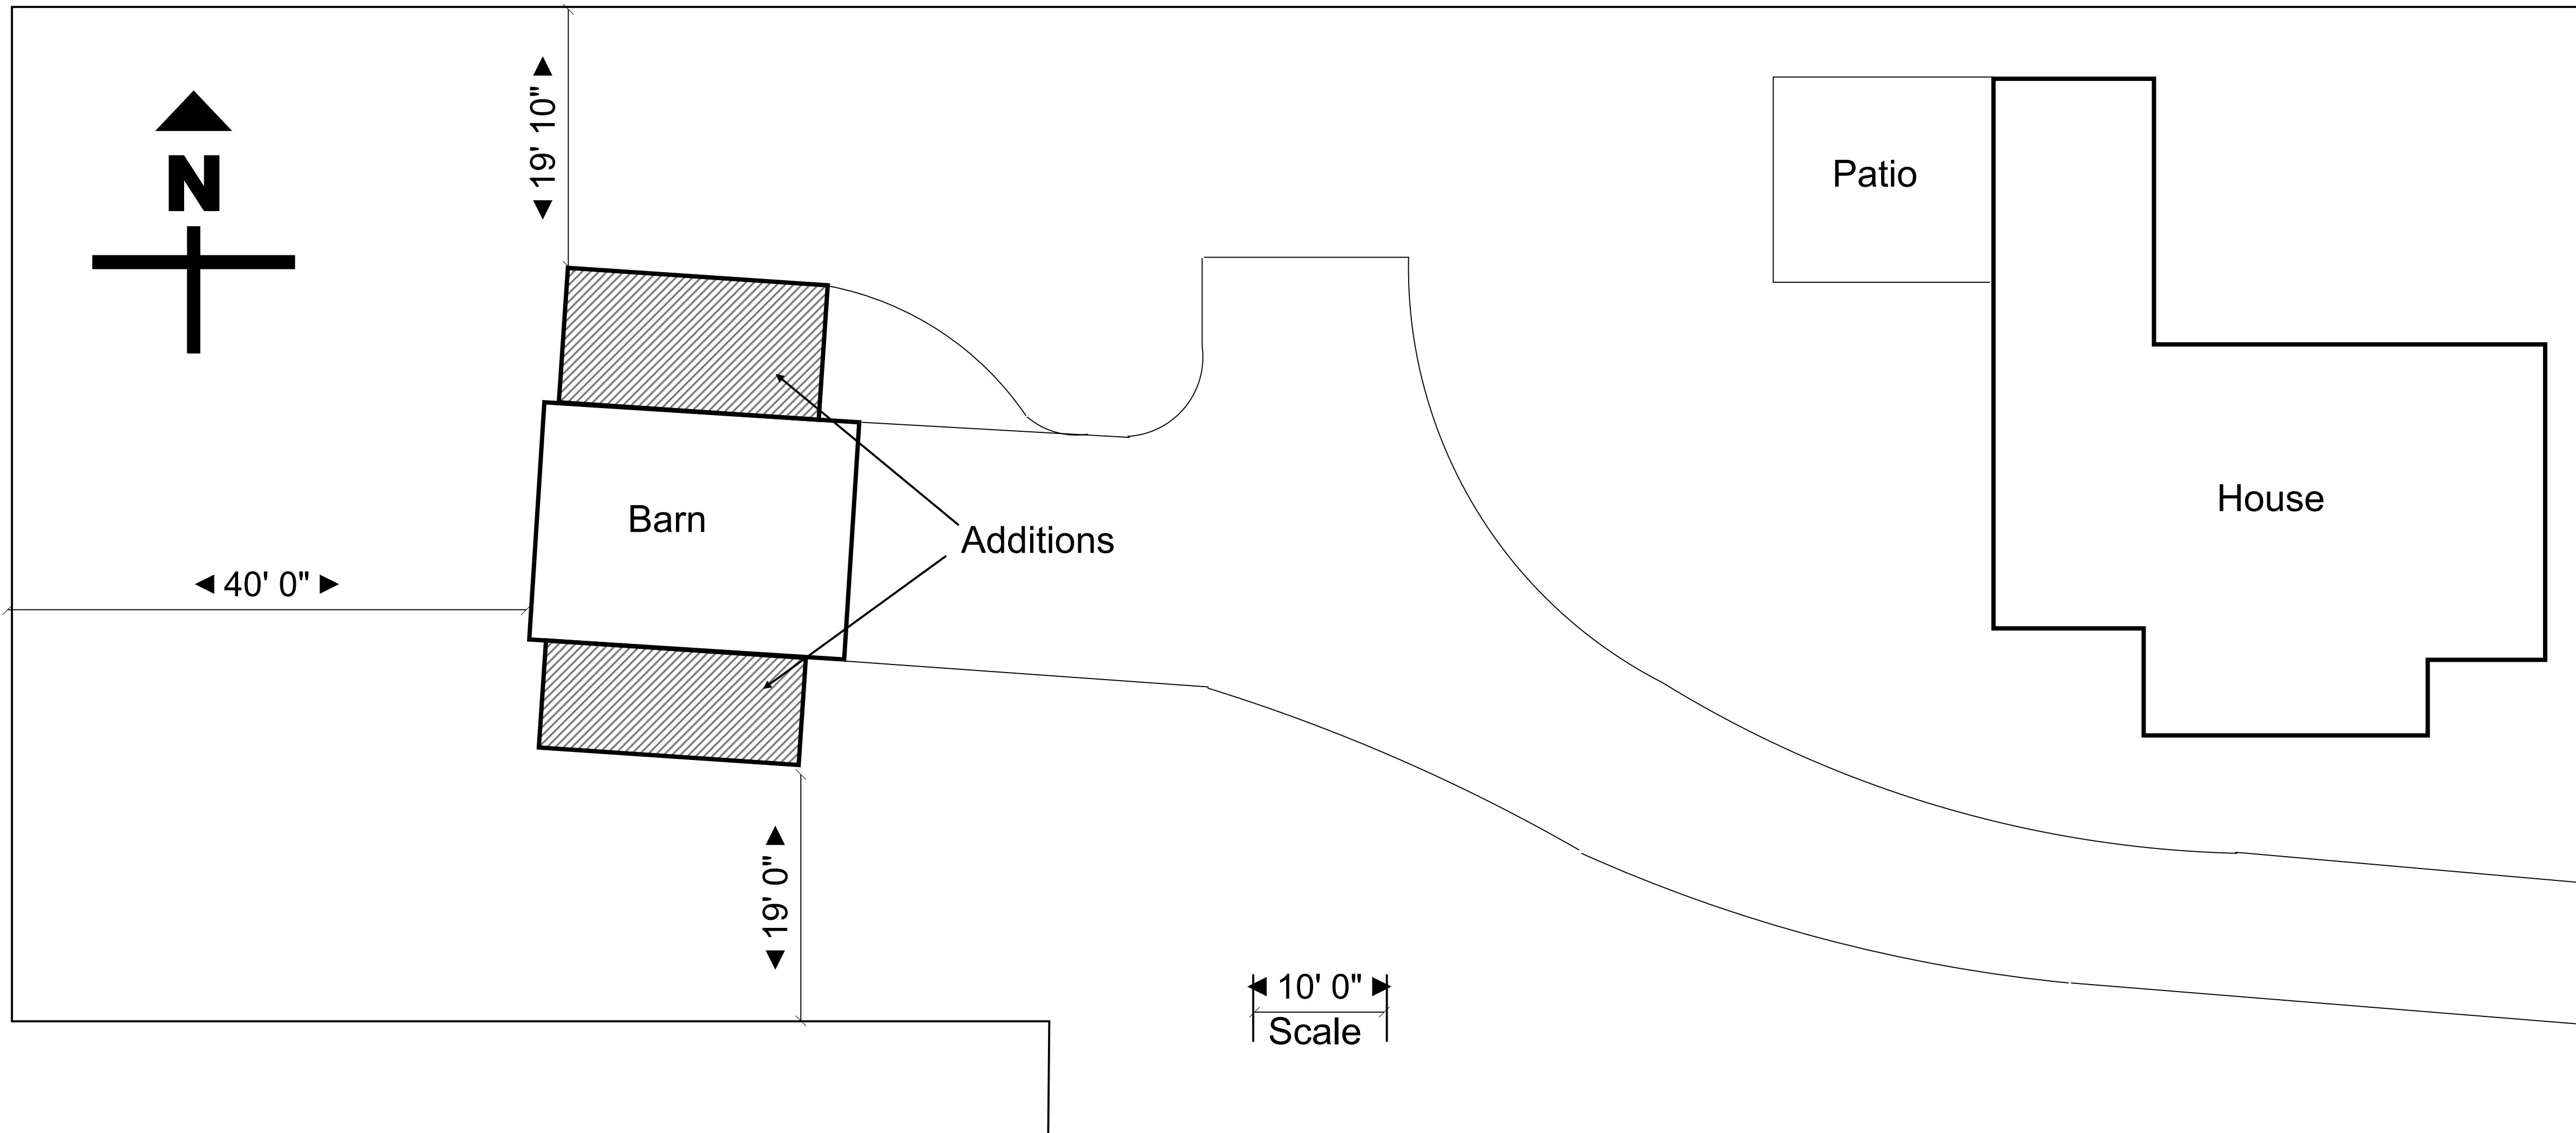 19' 10"
N
Patio
House
Barn
Additions
40' 0"
19' 0"
10' 0"
Scale